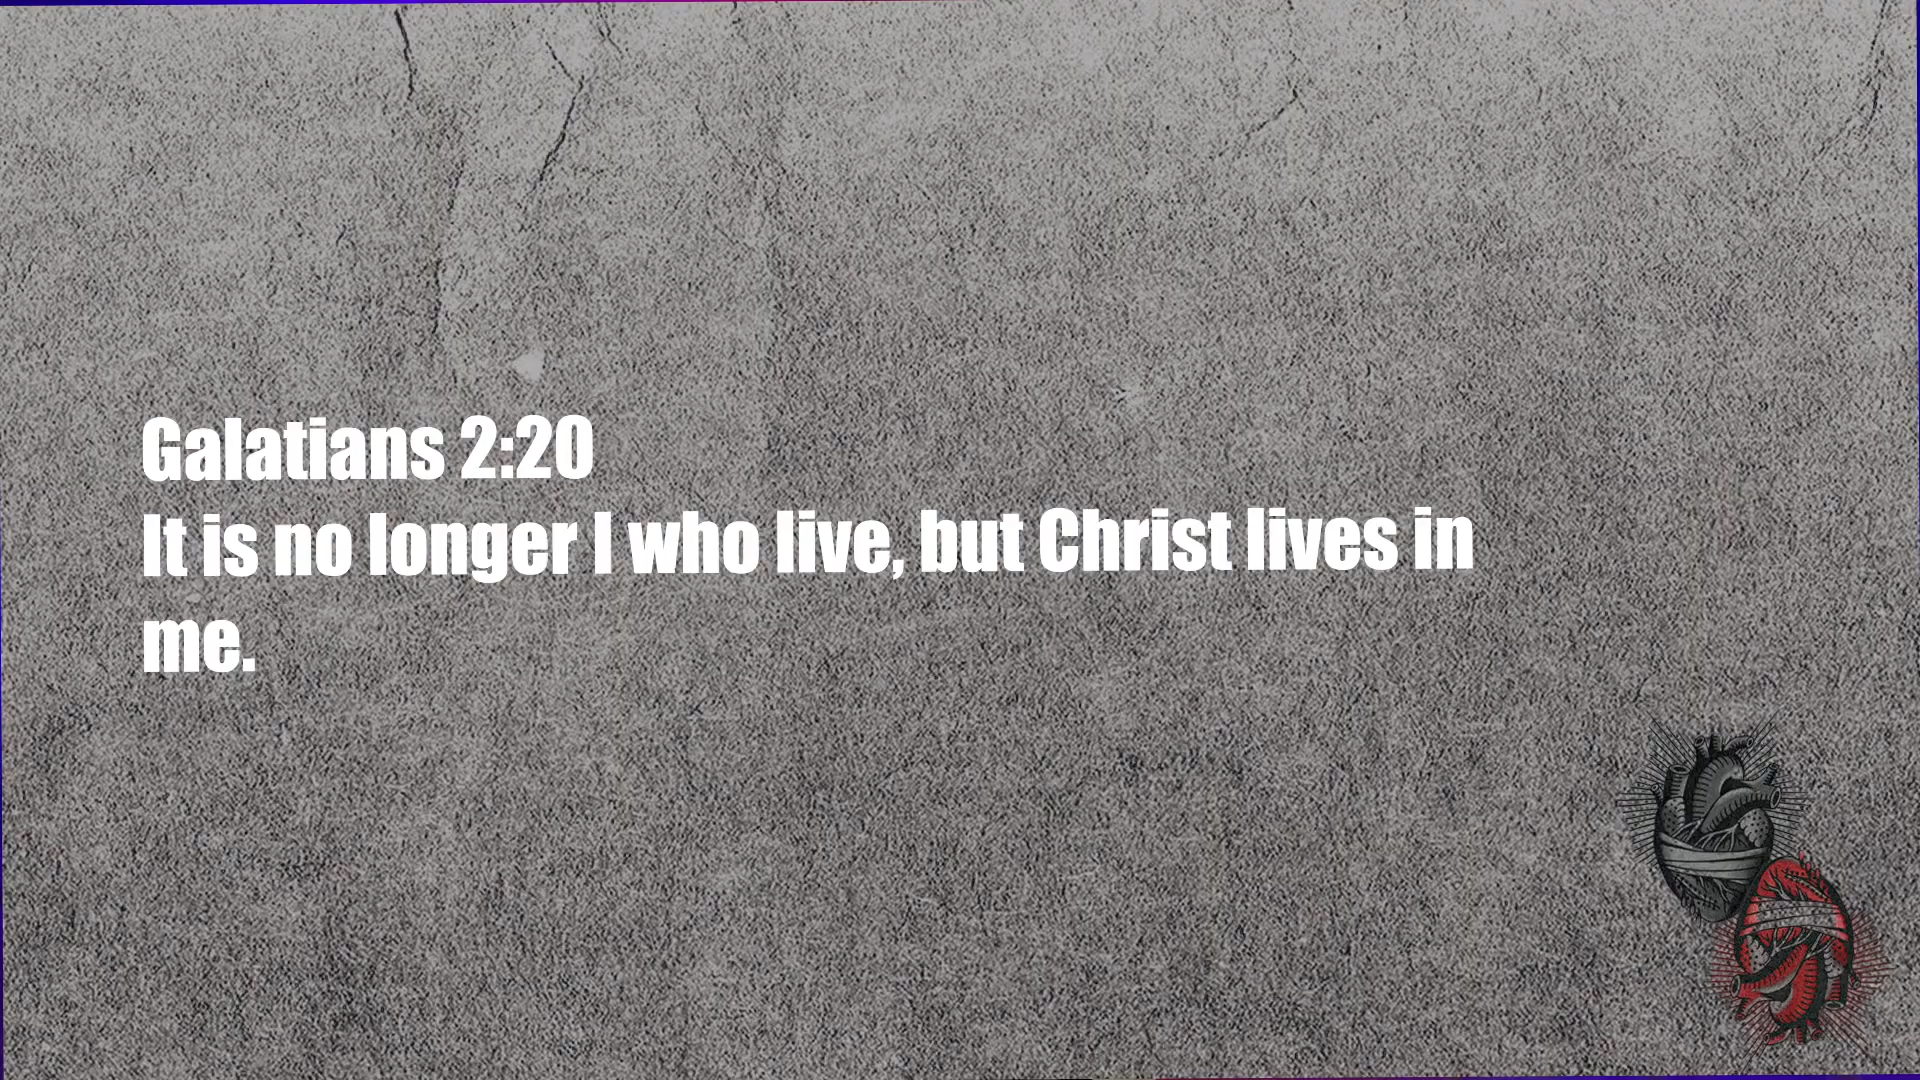 Galatians 2:20
It is no longer I who live, but Christ lives in
me.